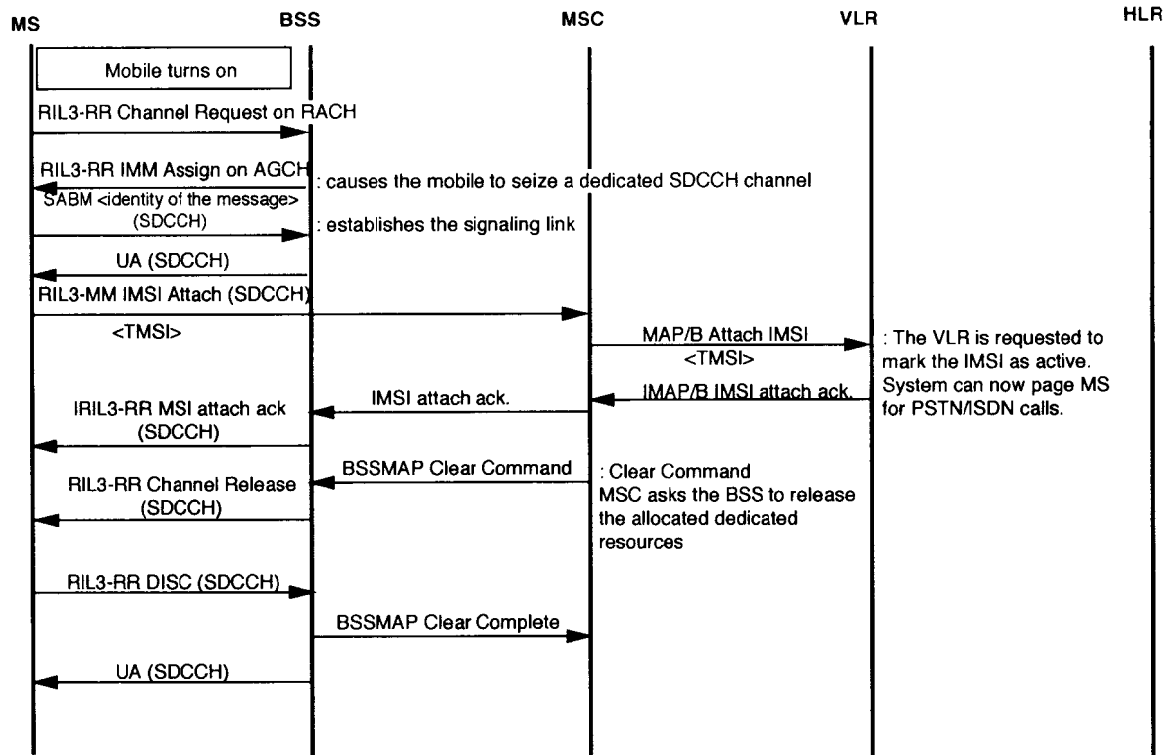 MS
BSS
MSC
VLR
HLR
Mobile turns on
RIL3-RR Channel Request on RACH
RIL3-RR IMM Assign on AGCH
: causes the mobile to seize a dedicated SDCCH channel
SABM <identity of the message>
(SDCCH)
: establishes the signaling link
UA (SDCCH)
RIL3-MM IMSI Attach (SDCCH)
<TMSI>
MAP/B Attach IMSI
<TMSI>
: The VLR is requested to
mark the IMSI as active.
System can now page MS
for PSTN/ISDN calls.
IMAP/B IMSI attach ack.
IMSI attach ack.
IRIL3-RR MSI attach ack
(SDCCH)
BSSMAP Clear Command
: Clear Command
MSC asks the BSS to release
the allocated dedicated
resources
RIL3-RR Channel Release
(SDCCH)
RIL3-RR DISC (SDCCH)
BSSMAP Clear Complete
UA (SDCCH)